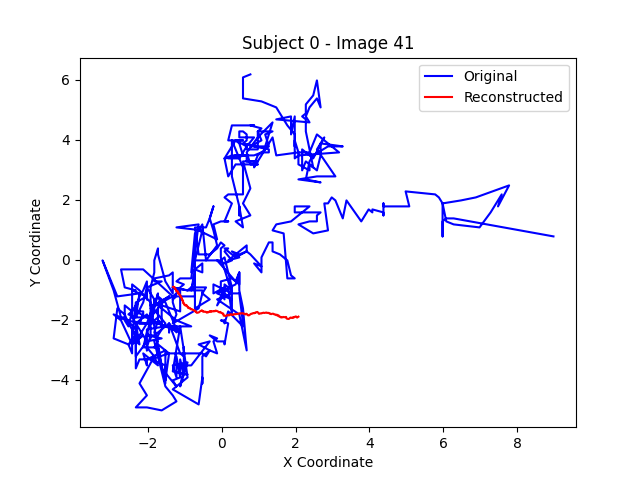 Subject 0 - Image 41
Original
Reconstructed
Y Coordinate
6
4
2
0
−2
−4
−2 0 2 4 6 8
X Coordinate